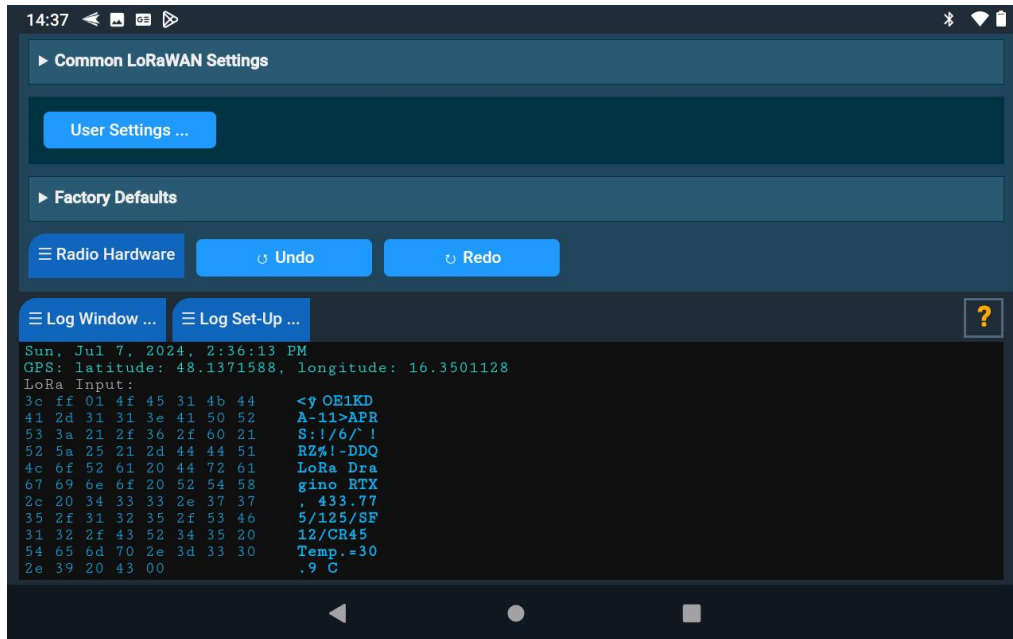 14:37
▶ Common LoRaWAN Settings
User Settings ...
▶ Factory Defaults
☰ Radio Hardware
↺ Undo
↻ Redo
☰ Log Window ...
☰ Log Set-Up ...
?
Sun, Jul 7, 2024, 2:36:13 PM
GPS: latitude: 48.1371588, longitude: 16.3501128
LoRa Input:
3c ff 01 4f 45 31 4b 44 <ÿ OE1KD
41 2d 31 31 3e 41 50 52 A-11>APR
53 3a 21 2f 36 2f 60 21 S:!/6/`!
52 5a 25 21 2d 44 44 51 RZ%!-DDQ
4c 6f 52 61 20 44 72 61 LoRa Dra
67 69 6e 6f 20 52 54 58 gino RTX
2c 20 34 33 33 2e 37 37 , 433.77
35 2f 31 32 35 2f 53 46 5/125/SF
31 32 2f 43 52 34 35 20 12/CR45
54 65 6d 70 2e 3d 33 30 Temp.=30
2e 39 20 43 00 .9 C